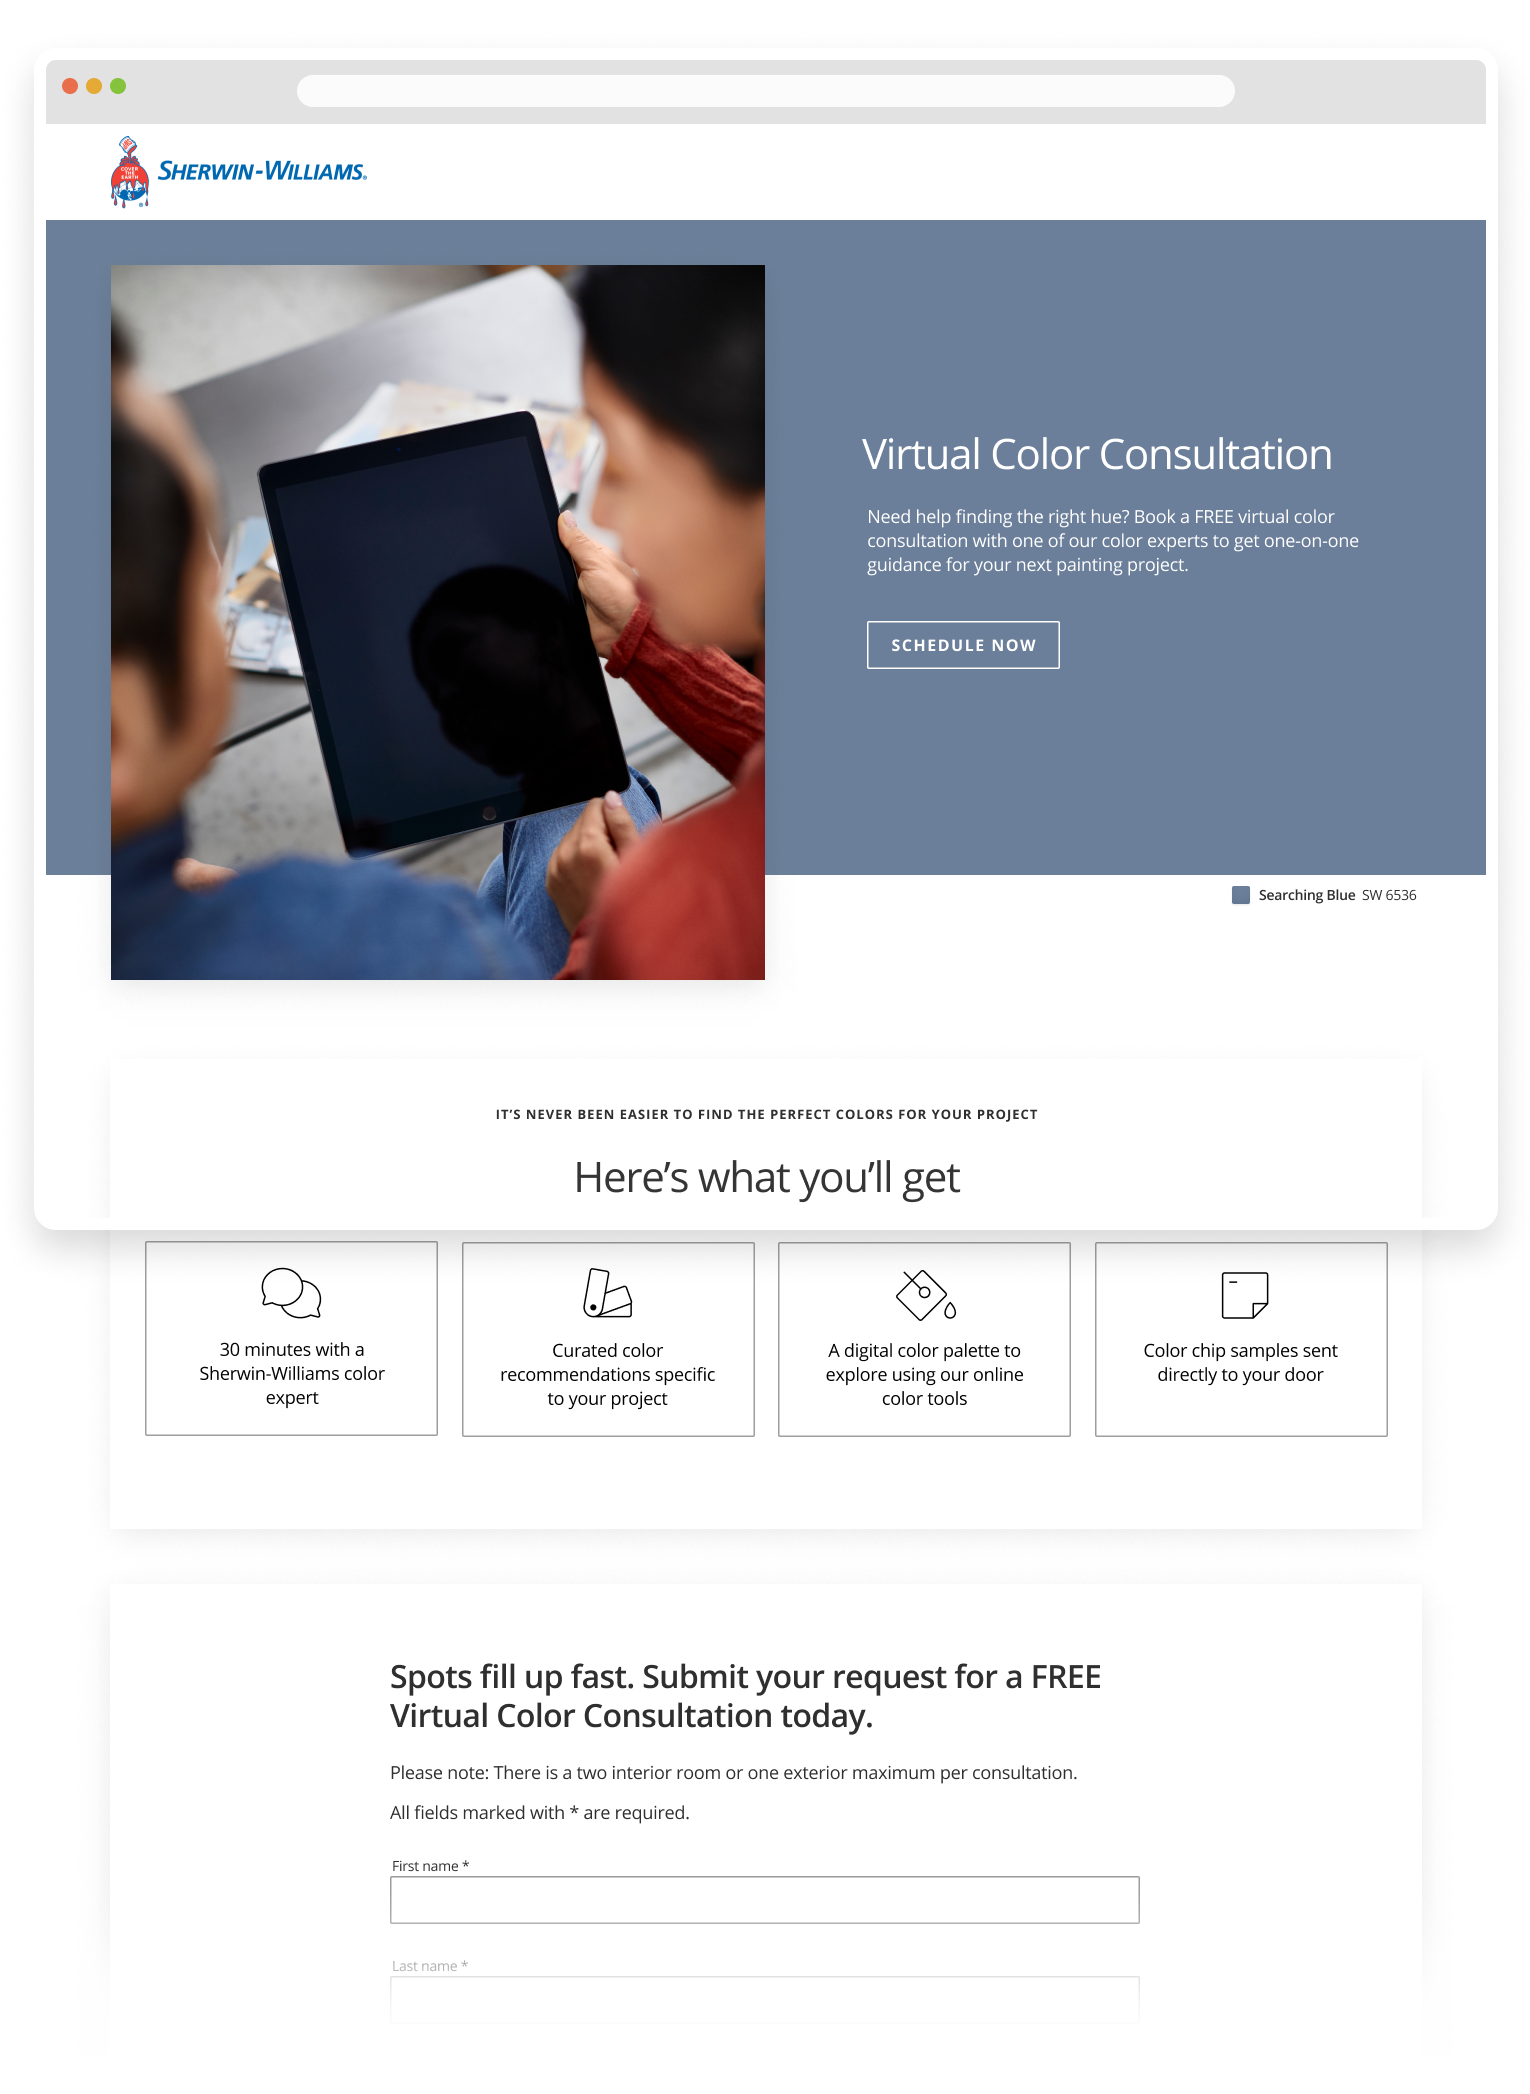 COVER
THE
EARTH
SHERWIN-WILLIAMS®
Virtual Color Consultation
Need help finding the right hue? Book a FREE virtual color
consultation with one of our color experts to get one-on-one
guidance for your next painting project.
SCHEDULE NOW
Searching Blue SW 6536
IT’S NEVER BEEN EASIER TO FIND THE PERFECT COLORS FOR YOUR PROJECT
Here’s what you’ll get
30 minutes with a
Sherwin-Williams color
expert
Curated color
recommendations specific
to your project
A digital color palette to
explore using our online
color tools
Color chip samples sent
directly to your door
Spots fill up fast. Submit your request for a FREE
Virtual Color Consultation today.
Please note: There is a two interior room or one exterior maximum per consultation.
All fields marked with * are required.
First name *
Last name *